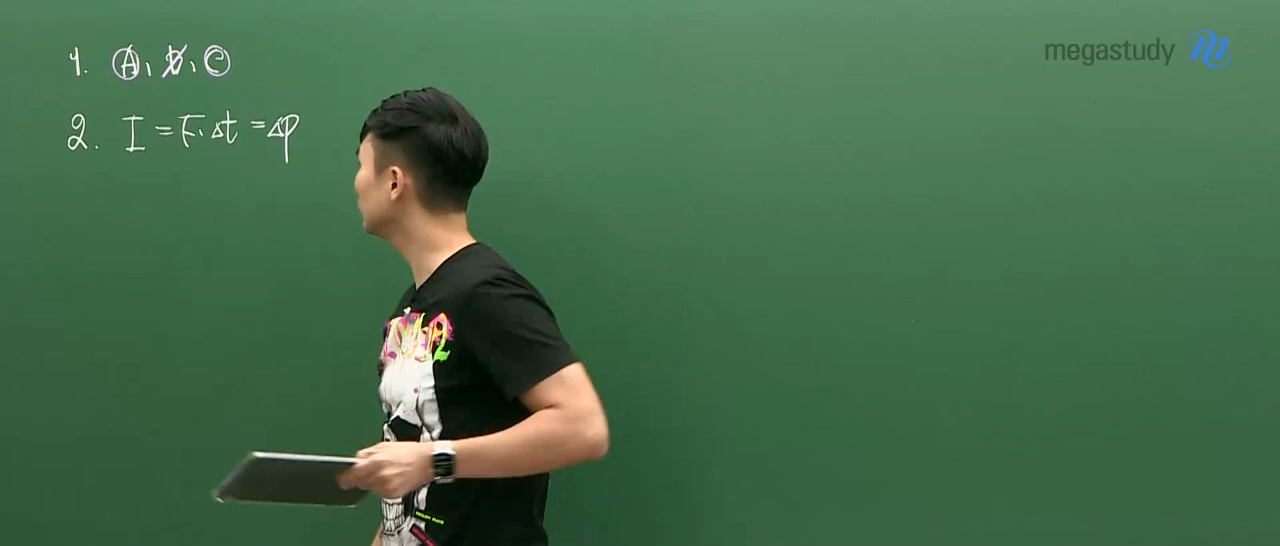 1. Ⓐ, B, Ⓒ
2. I = F·Δt = Δp
megastudy